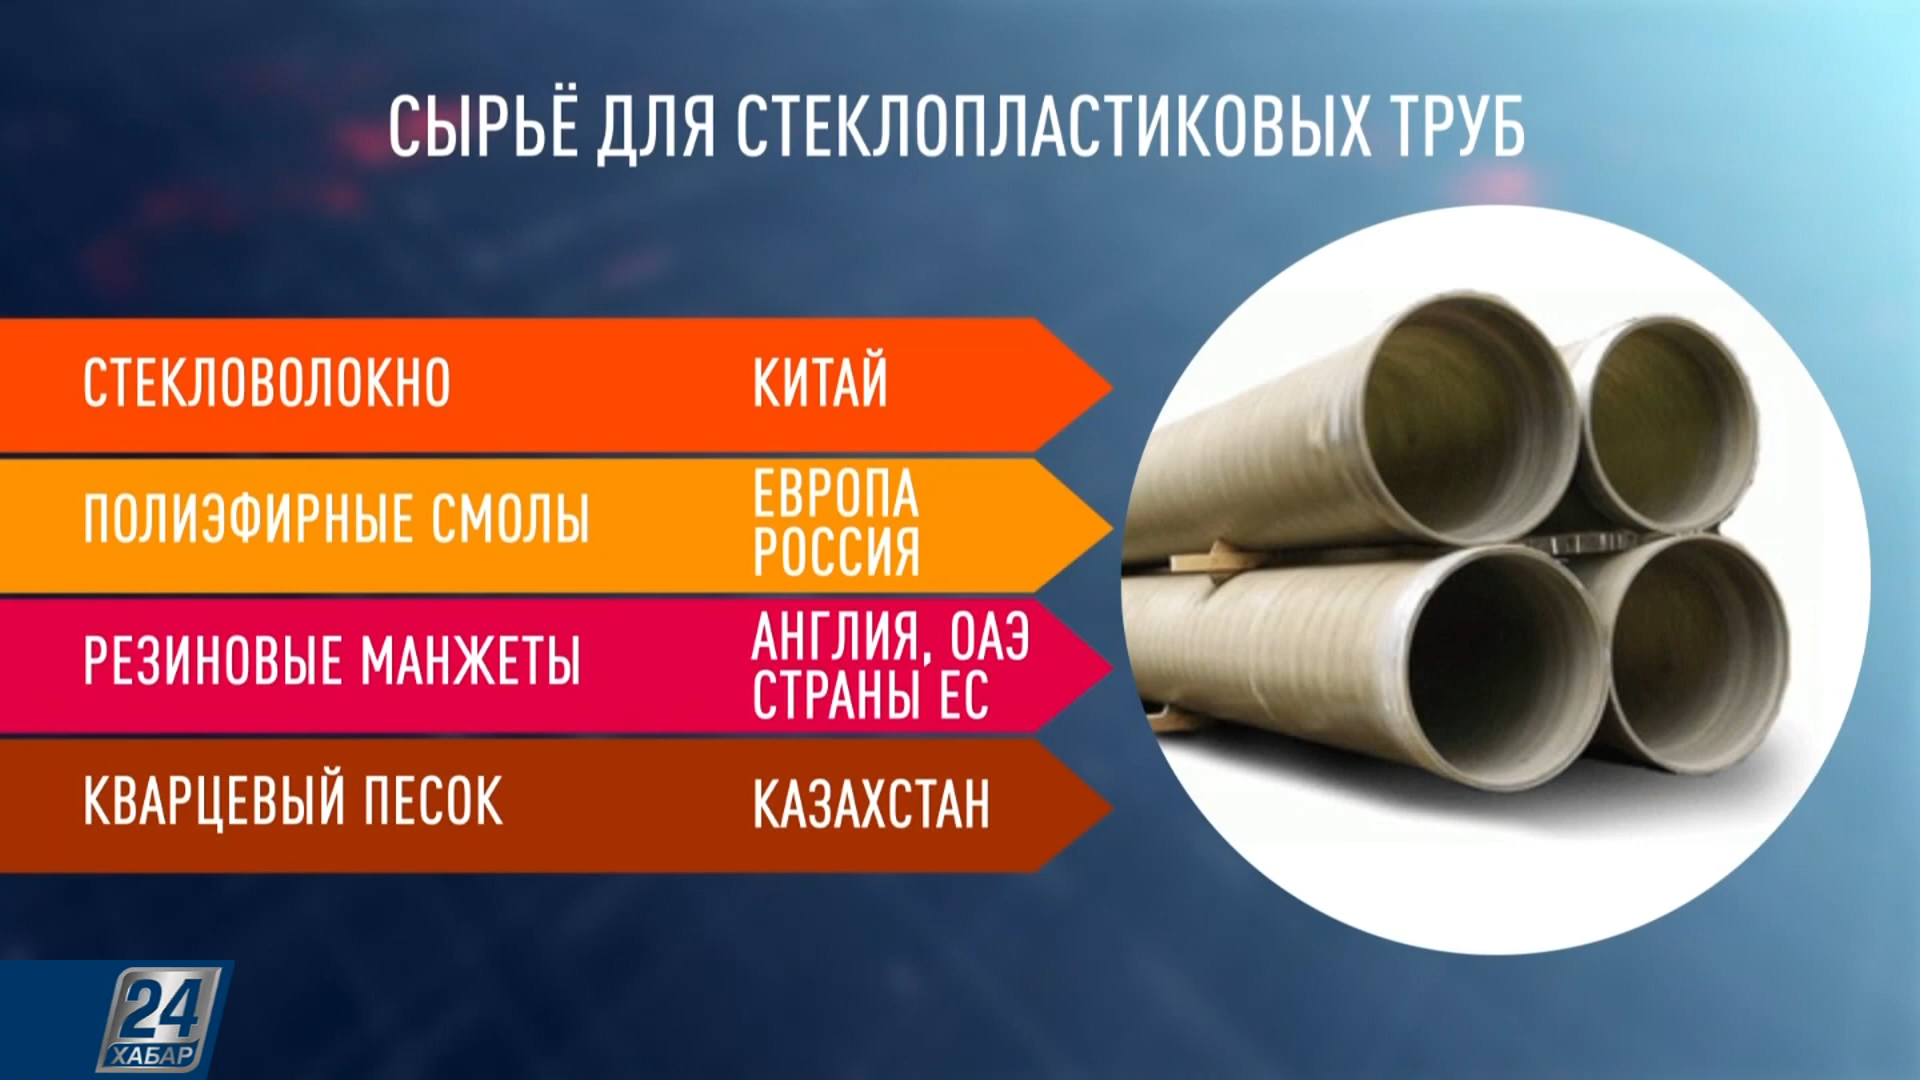 СЫРЬЁ ДЛЯ СТЕКЛОПЛАСТИКОВЫХ ТРУБ
СТЕКЛОВОЛОКНО
КИТАЙ
ПОЛИЭФИРНЫЕ СМОЛЫ
ЕВРОПА
РОССИЯ
РЕЗИНОВЫЕ МАНЖЕТЫ
АНГЛИЯ, ОАЭ
СТРАНЫ ЕС
КВАРЦЕВЫЙ ПЕСОК
КАЗАХСТАН
24
ХАБАР